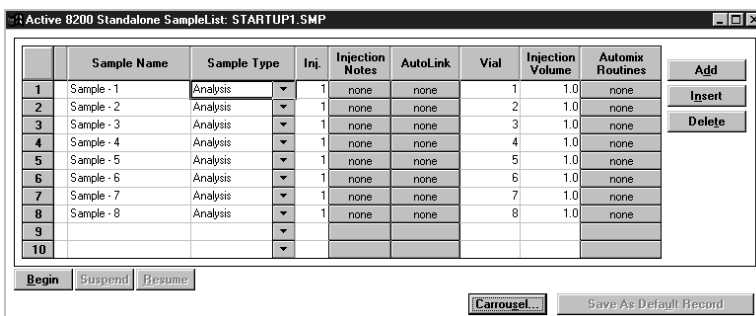 Active 8200 Standalone SampleList: STARTUP1.SMP
Sample Name Sample Type Inj. Injection Notes AutoLink Vial Injection Volume Automix Routines
1 Sample - 1 Analysis 1 none none 1 1.0 none
2 Sample - 2 Analysis 1 none none 2 1.0 none
3 Sample - 3 Analysis 1 none none 3 1.0 none
4 Sample - 4 Analysis 1 none none 4 1.0 none
5 Sample - 5 Analysis 1 none none 5 1.0 none
6 Sample - 6 Analysis 1 none none 6 1.0 none
7 Sample - 7 Analysis 1 none none 7 1.0 none
8 Sample - 8 Analysis 1 none none 8 1.0 none
9
10
Add
Insert
Delete
Begin Suspend Resume
Carrousel... Save As Default Record